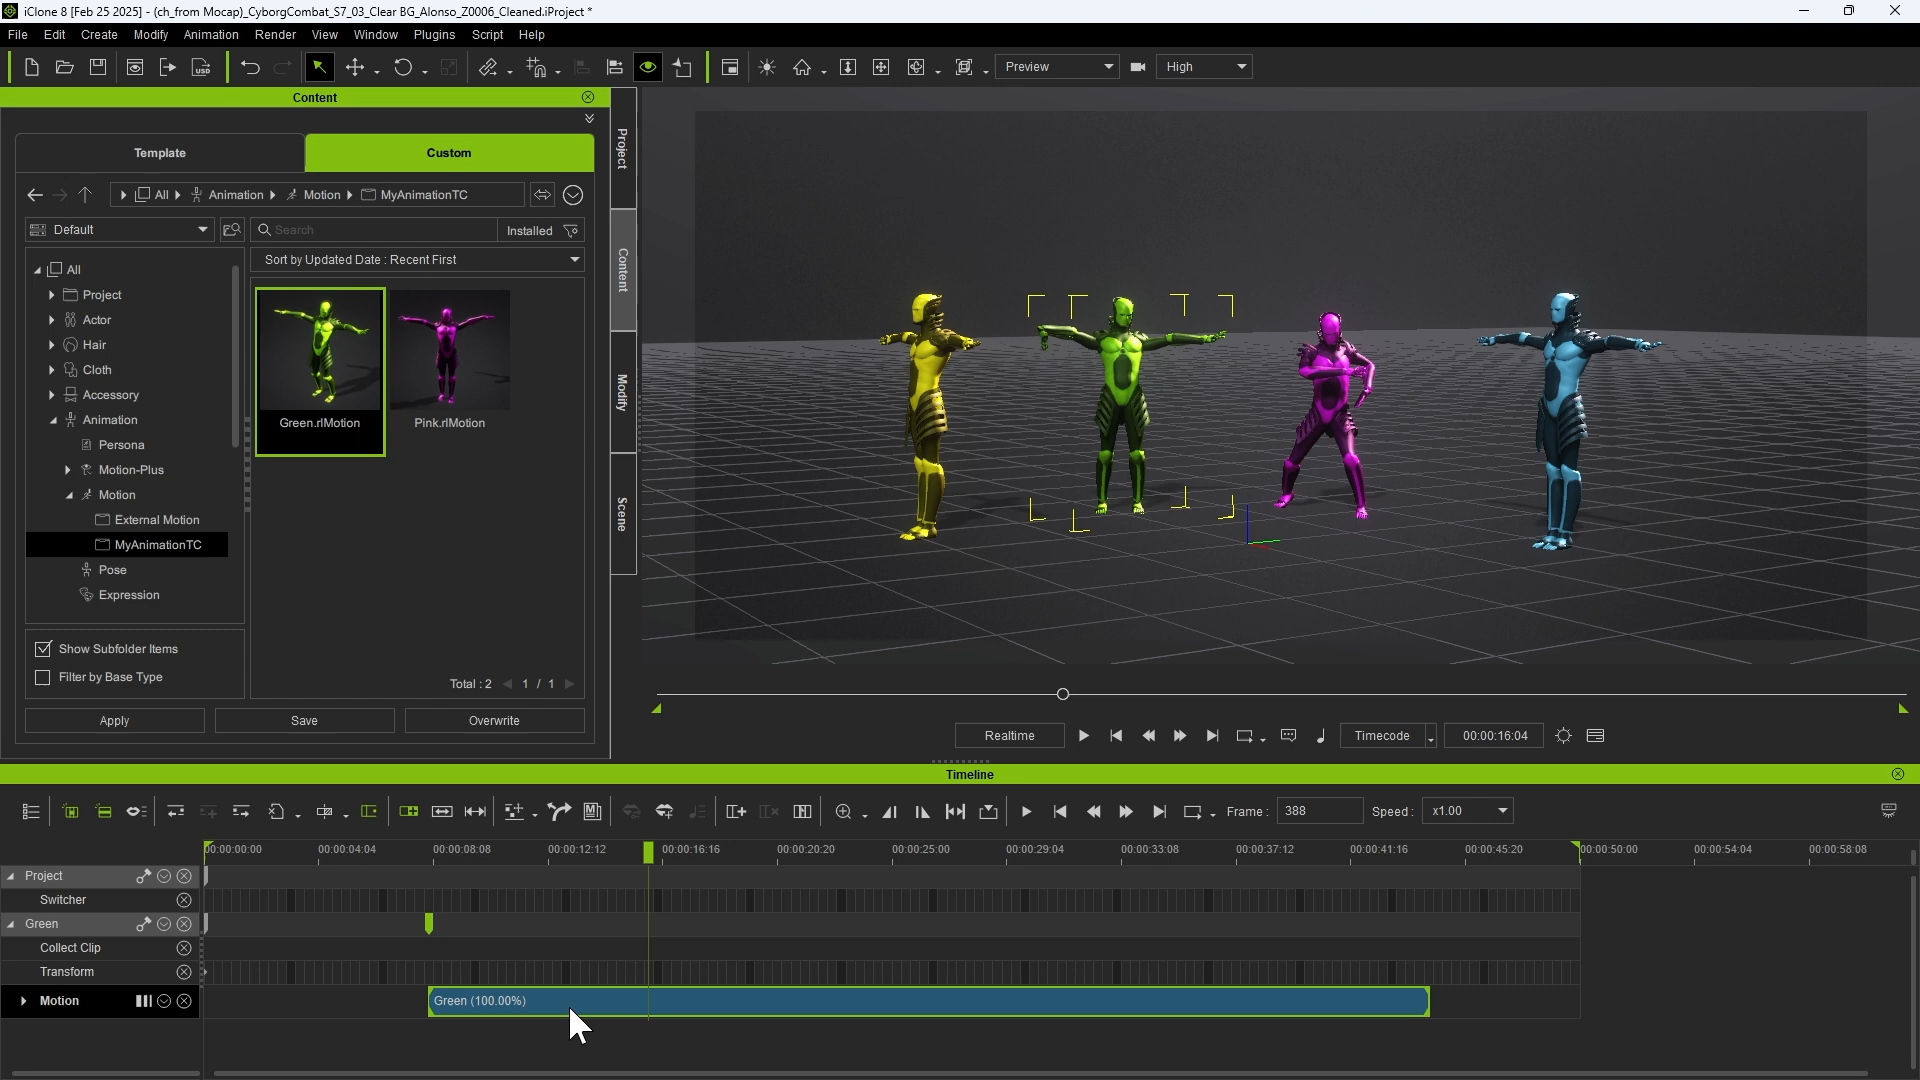 iClone 8 [Feb 25 2025] - (ch_from Mocap)_CyborgCombat_S7_03_Clear BG_Alonso_Z0006_Cleaned.iProject *
File Edit Create Modify Animation Render View Window Plugins Script Help
USD
Preview
High
Content
Template
Custom
All
Animation
Motion
MyAnimationTC
Default
Search
Installed
Sort by Updated Date : Recent First
All
Project
Actor
Hair
Cloth
Accessory
Animation
Persona
Motion-Plus
Motion
External Motion
MyAnimationTC
Pose
Expression
Green.rlMotion
Pink.rlMotion
Show Subfolder Items
Filter by Base Type
Total : 2
1 / 1
Apply
Save
Overwrite
Project
Content
Modify
Scene
Realtime
Timecode
00:00:16:04
Timeline
Frame :
388
Speed :
x1.00
00:00:00:00 00:00:04:04 00:00:08:08 00:00:12:12 00:00:16:16 00:00:20:20 00:00:25:00 00:00:29:04 00:00:33:08 00:00:37:12 00:00:41:16 00:00:45:20 00:00:50:00 00:00:54:04 00:00:58:08
Project
Switcher
Green
Collect Clip
Transform
Motion
Green (100.00%)